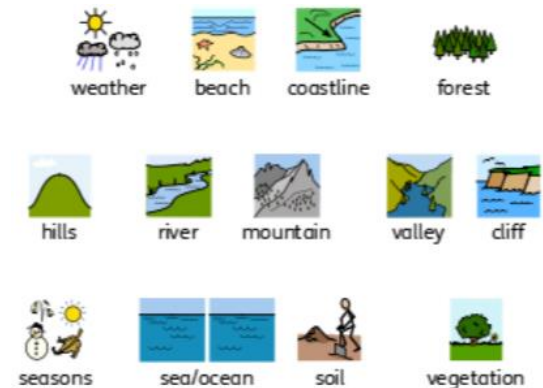 weather beach coastline forest
hills river mountain valley cliff
seasons sea/ocean soil vegetation